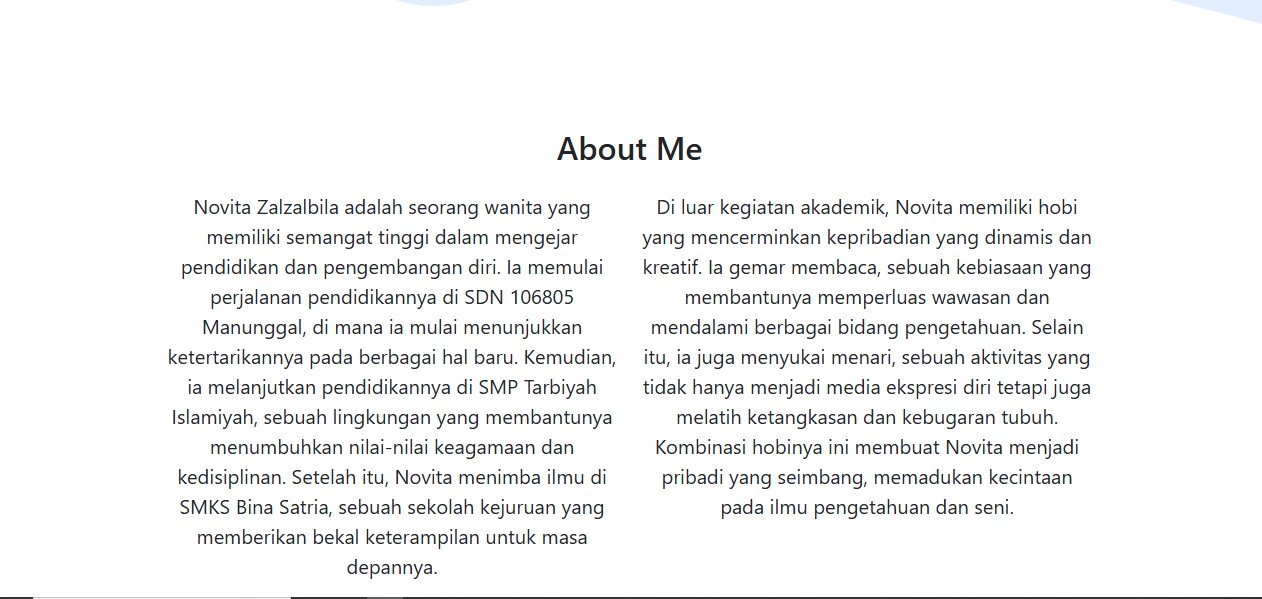 About Me
Novita Zalzalbila adalah seorang wanita yang
memiliki semangat tinggi dalam mengejar
pendidikan dan pengembangan diri. Ia memulai
perjalanan pendidikannya di SDN 106805
Manunggal, di mana ia mulai menunjukkan
ketertarikannya pada berbagai hal baru. Kemudian,
ia melanjutkan pendidikannya di SMP Tarbiyah
Islamiyah, sebuah lingkungan yang membantunya
menumbuhkan nilai-nilai keagamaan dan
kedisiplinan. Setelah itu, Novita menimba ilmu di
SMKS Bina Satria, sebuah sekolah kejuruan yang
memberikan bekal keterampilan untuk masa
depannya.
Di luar kegiatan akademik, Novita memiliki hobi
yang mencerminkan kepribadian yang dinamis dan
kreatif. Ia gemar membaca, sebuah kebiasaan yang
membantunya memperluas wawasan dan
mendalami berbagai bidang pengetahuan. Selain
itu, ia juga menyukai menari, sebuah aktivitas yang
tidak hanya menjadi media ekspresi diri tetapi juga
melatih ketangkasan dan kebugaran tubuh.
Kombinasi hobinya ini membuat Novita menjadi
pribadi yang seimbang, memadukan kecintaan
pada ilmu pengetahuan dan seni.